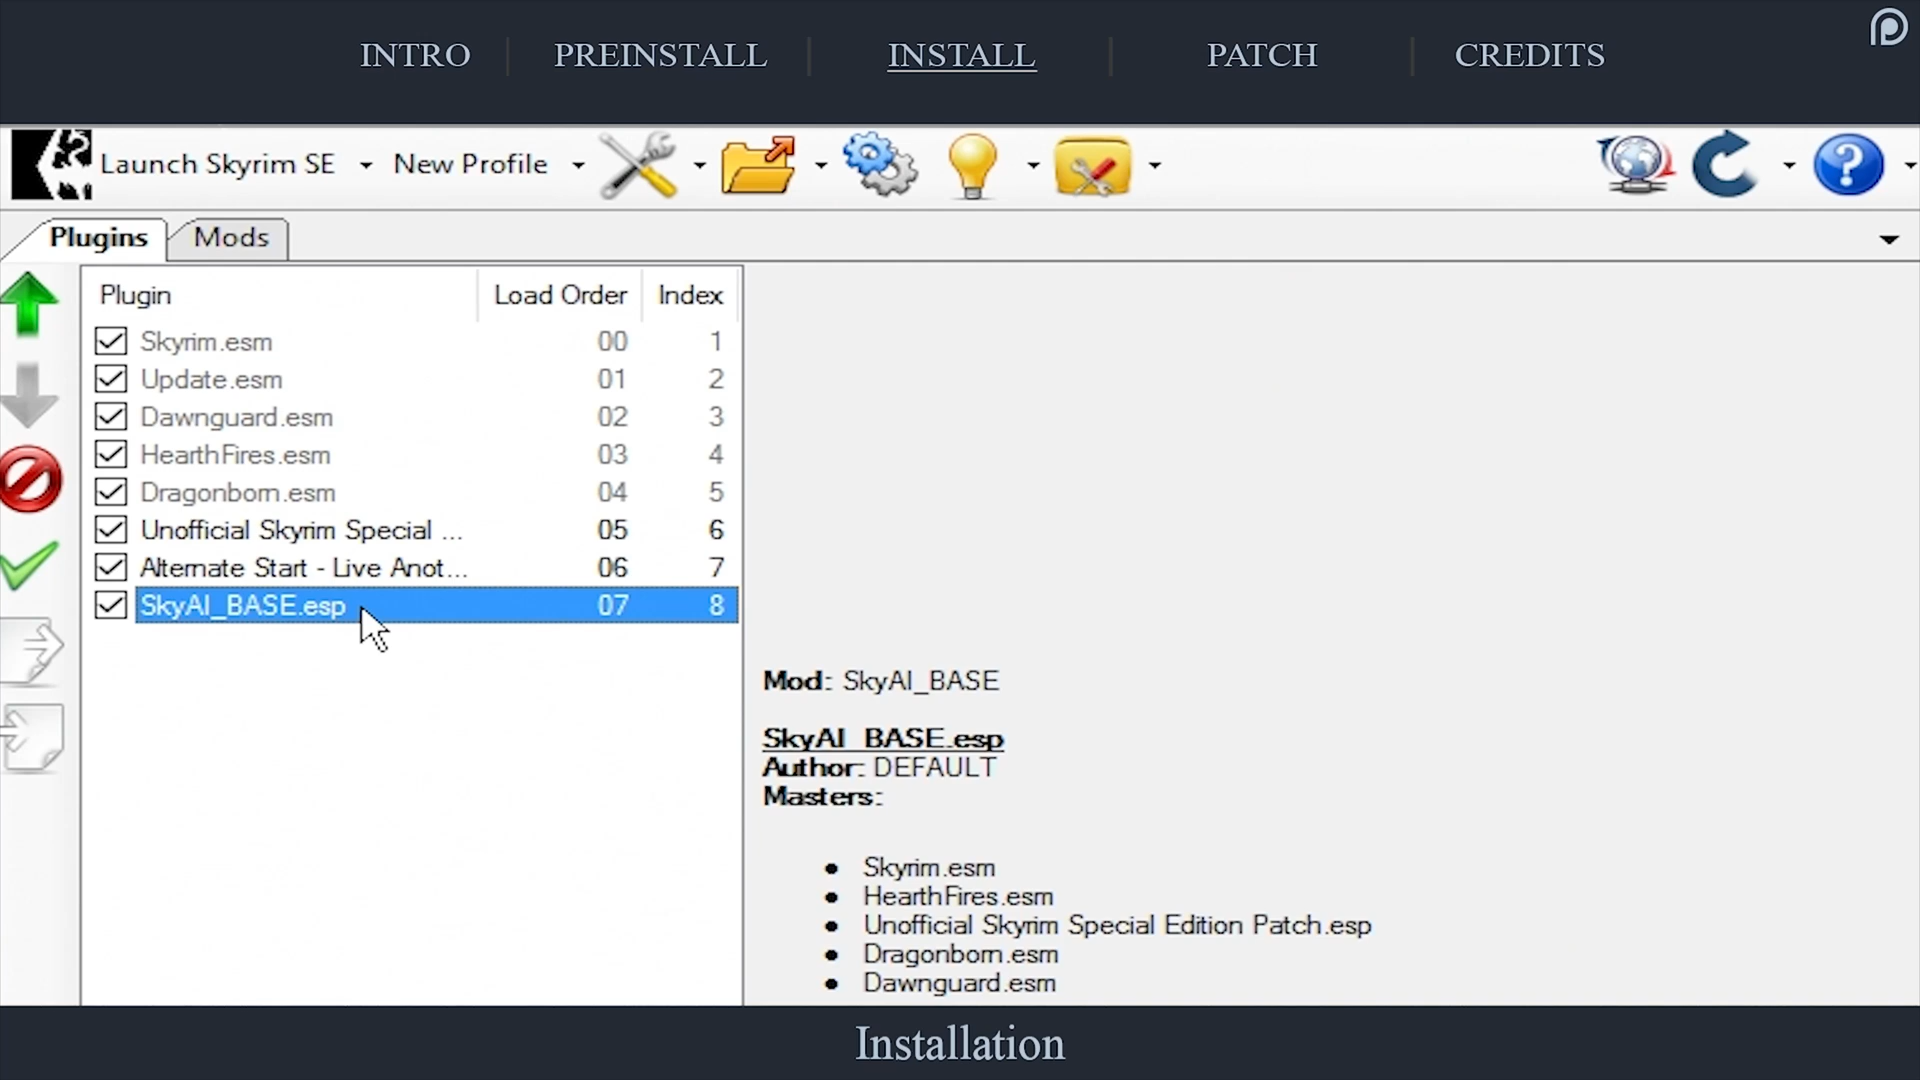 INTRO PREINSTALL INSTALL PATCH CREDITS
Launch Skyrim SE New Profile
Plugins Mods
Plugin Load Order Index
Skyrim.esm 00 1
Update.esm 01 2
Dawnguard.esm 02 3
HearthFires.esm 03 4
Dragonborn.esm 04 5
Unofficial Skyrim Special ... 05 6
Alternate Start - Live Anot... 06 7
SkyAI_BASE.esp 07 8
Mod: SkyAI_BASE
SkyAI_BASE.esp
Author: DEFAULT
Masters:
• Skyrim.esm
• HearthFires.esm
• Unofficial Skyrim Special Edition Patch.esp
• Dragonborn.esm
• Dawnguard.esm
Installation